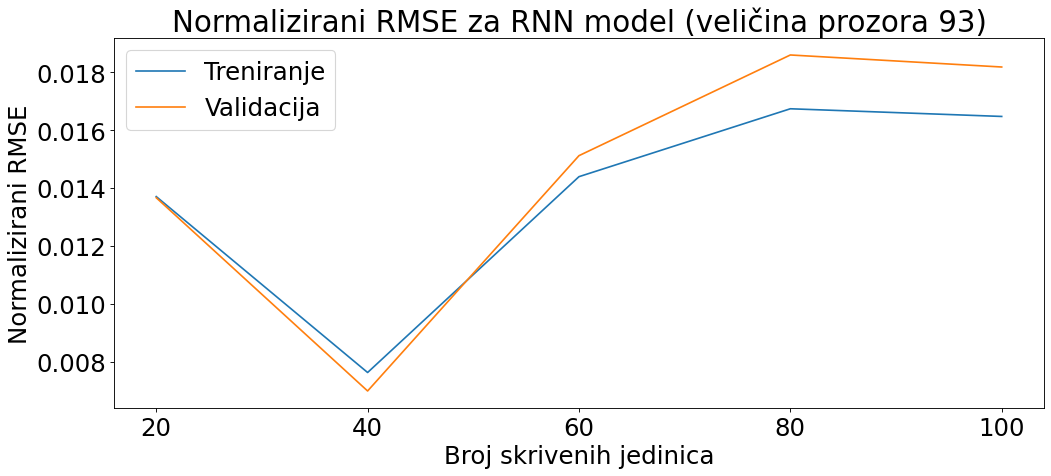 Normalizirani RMSE za RNN model (veličina prozora 93)
Treniranje
Validacija
Normalizirani RMSE
0.018
0.016
0.014
0.012
0.010
0.008
20 40 60 80 100
Broj skrivenih jedinica